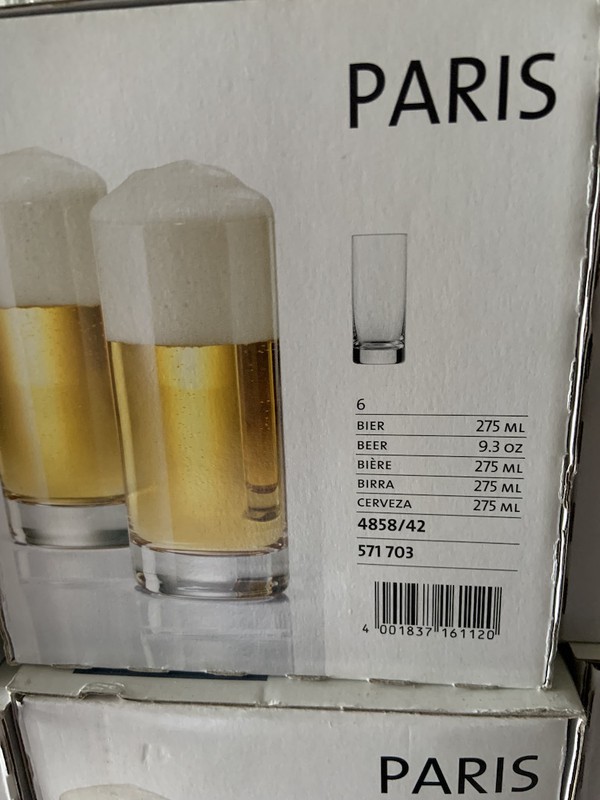 PARIS
6
BIER 275 ML
BEER 9.3 OZ
BIÈRE 275 ML
BIRRA 275 ML
CERVEZA 275 ML
4858/42
571 703
4 001837 161120
PARIS